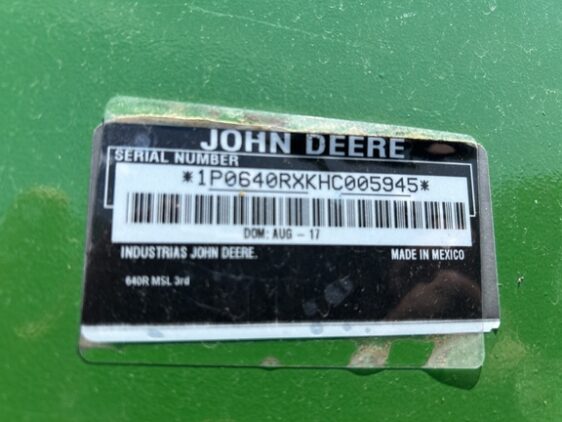 JOHN DEERE
SERIAL NUMBER
*1P0640RXKHC005945*
DOM: AUG - 17
INDUSTRIAS JOHN DEERE. MADE IN MEXICO
640R MSL 3rd